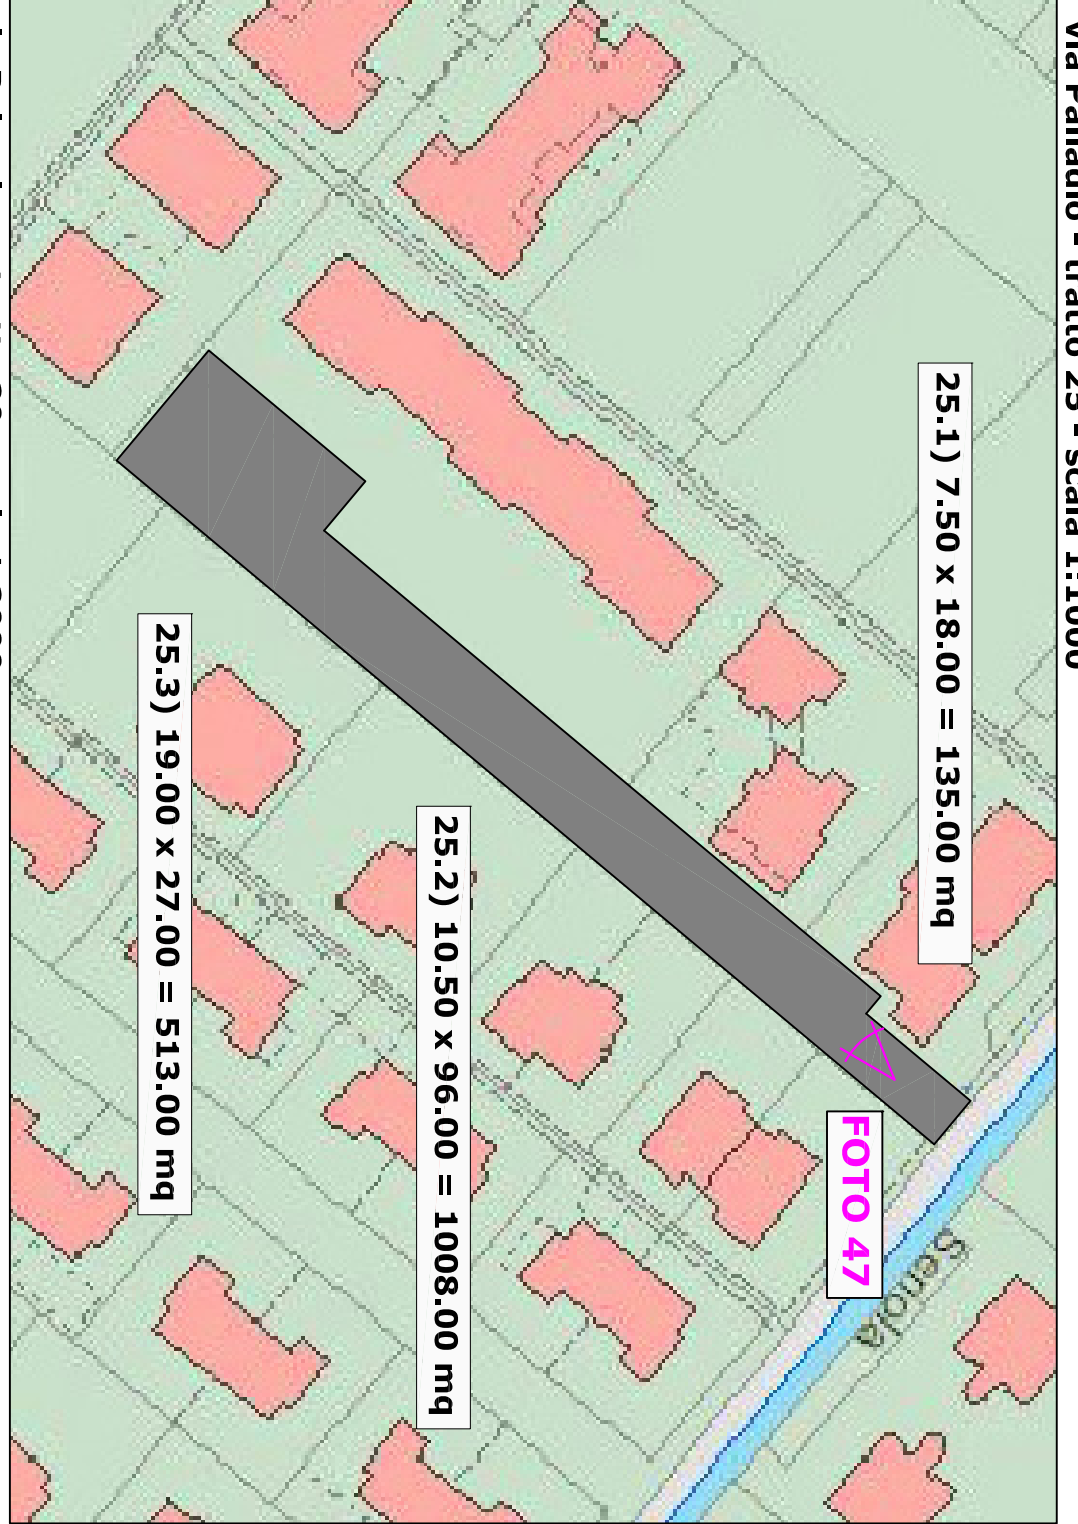 Via Palladio - tratto 25 - scala 1:1000
25.1) 7.50 x 18.00 = 135.00 mq
25.2) 10.50 x 96.00 = 1008.00 mq
25.3) 19.00 x 27.00 = 513.00 mq
FOTO 47
Seriola